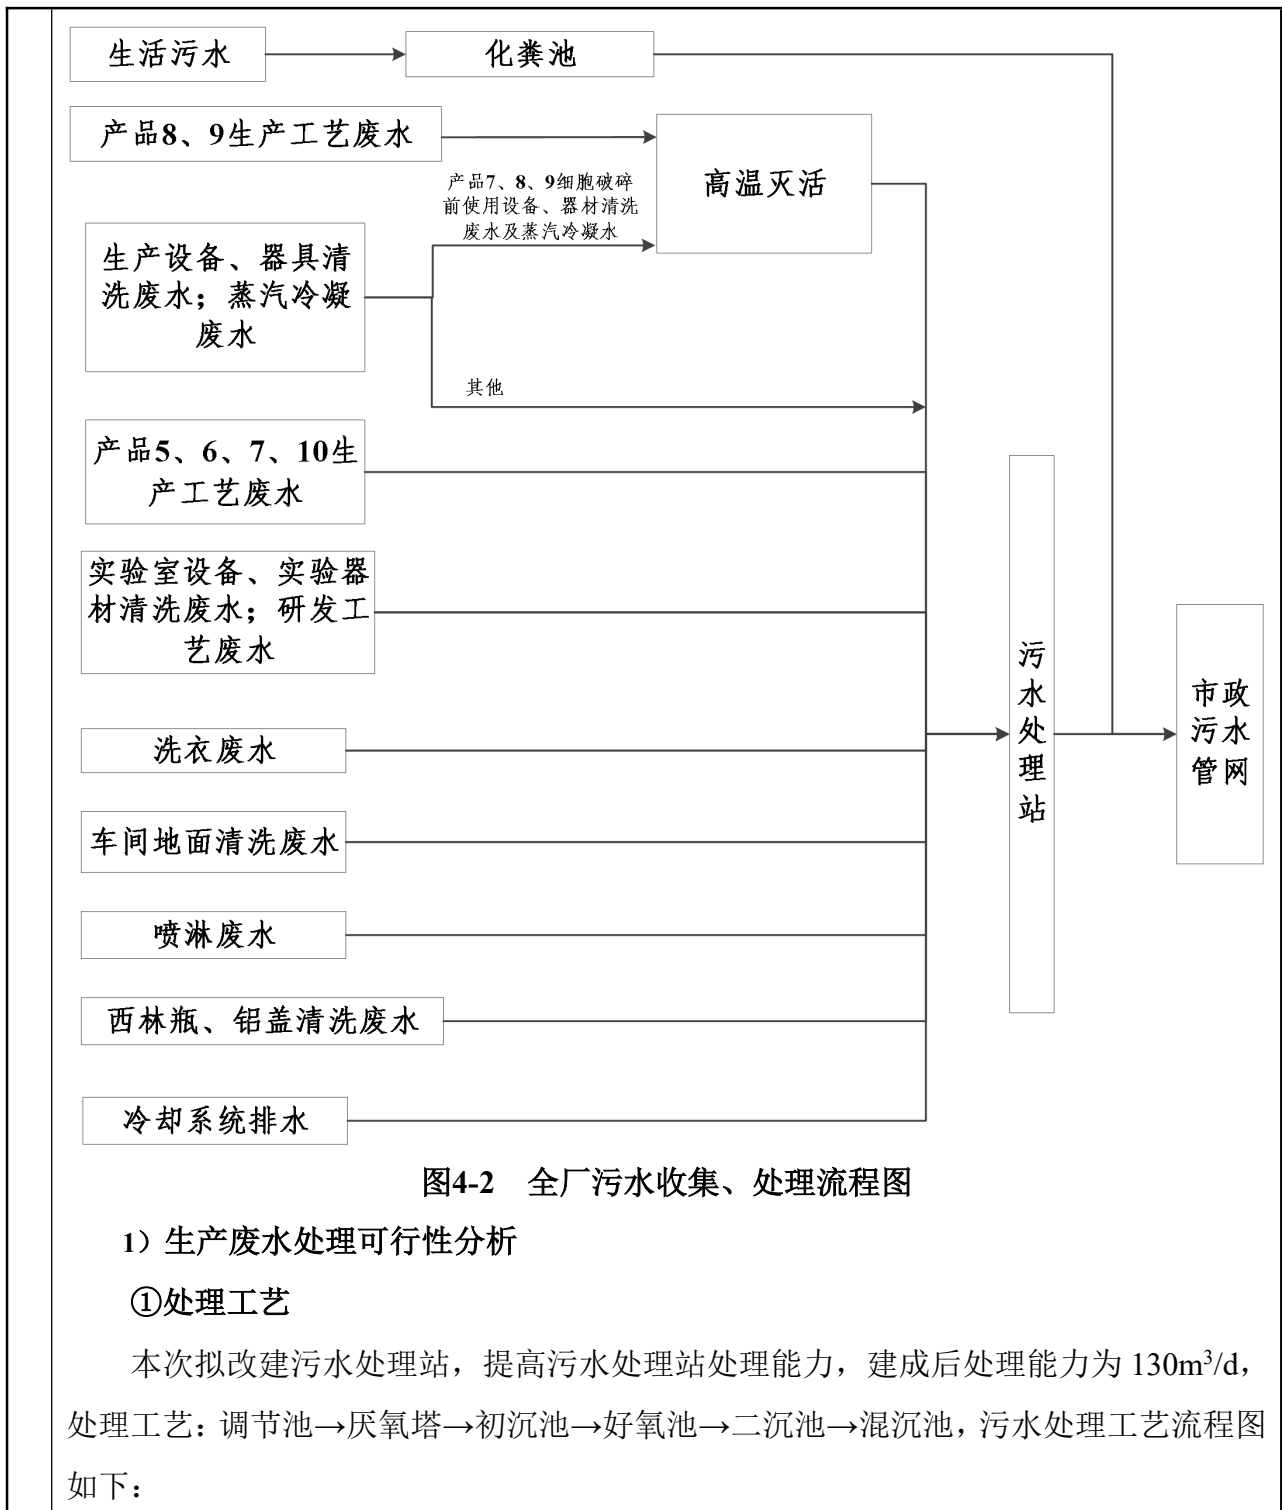 生活污水
化粪池
产品8、9生产工艺废水
高温灭活
产品7、8、9细胞破碎
前使用设备、器材清洗
废水及蒸汽冷凝水
生产设备、器具清
洗废水；蒸汽冷凝
废水
其他
产品5、6、7、10生
产工艺废水
实验室设备、实验器
材清洗废水；研发工
艺废水
洗衣废水
车间地面清洗废水
喷淋废水
西林瓶、铝盖清洗废水
冷却系统排水
污
水
处
理
站
市政
污水
管网
图4-2 全厂污水收集、处理流程图
1）生产废水处理可行性分析
①处理工艺
本次拟改建污水处理站，提高污水处理站处理能力，建成后处理能力为 130m³/d，
处理工艺：调节池→厌氧塔→初沉池→好氧池→二沉池→混沉池，污水处理工艺流程图
如下：